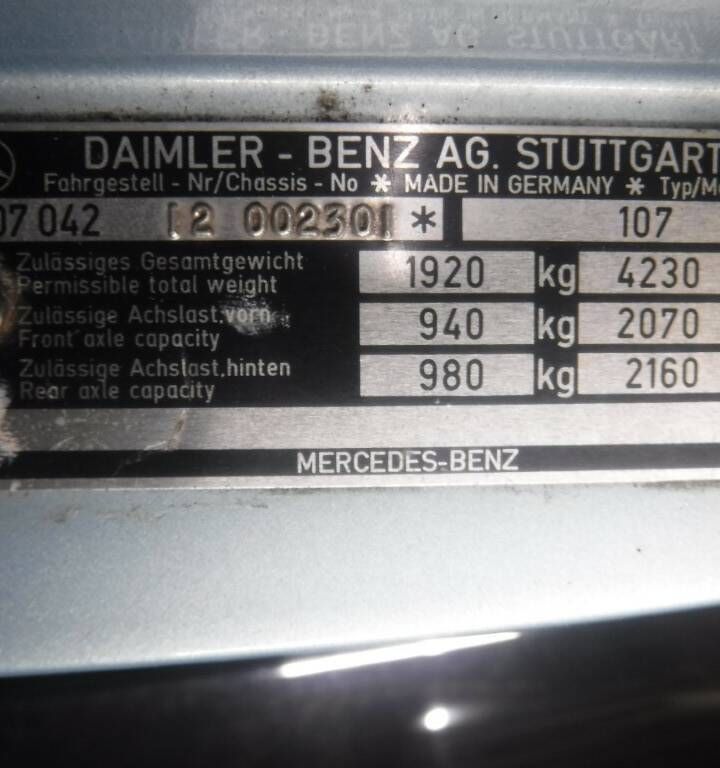 DAIMLER - BENZ AG. STUTTGART
Fahrgestell - Nr/Chassis - No * MADE IN GERMANY * Typ/M
07 042 12 002301 * 107
Zulässiges Gesamtgewicht
Permissible total weight
1920 kg 4230
Zulässige Achslast,vorn
Front axle capacity
940 kg 2070
Zulässige Achslast,hinten
Rear axle capacity
980 kg 2160
MERCEDES-BENZ